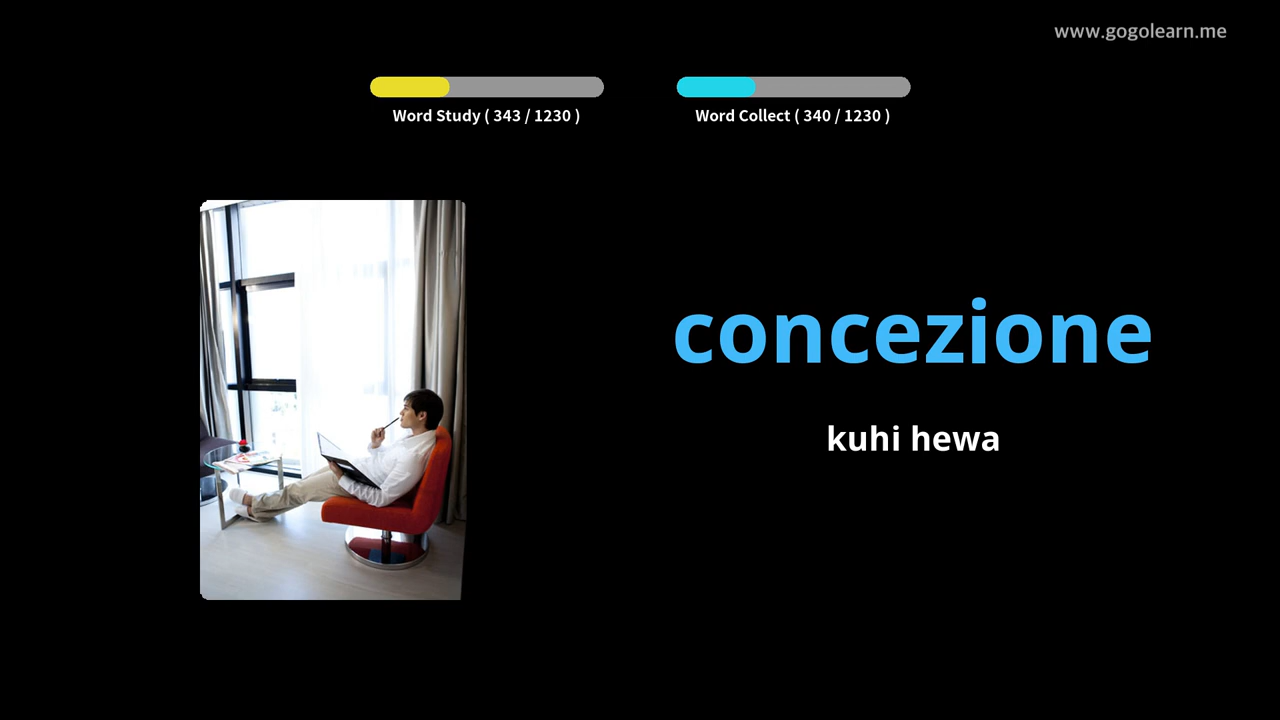 www.gogolearn.me
Word Study ( 343 / 1230 )
Word Collect ( 340 / 1230 )
concezione
kuhi hewa